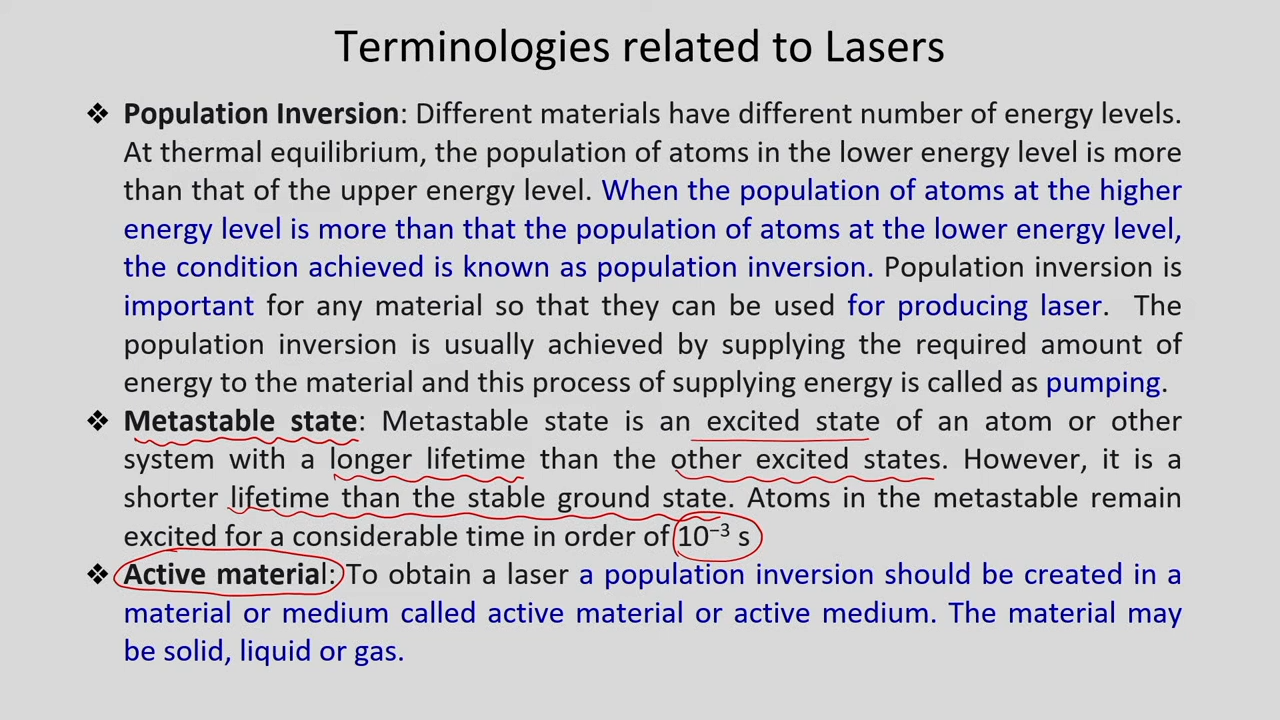 Terminologies related to Lasers
❖ Population Inversion: Different materials have different number of energy levels.
At thermal equilibrium, the population of atoms in the lower energy level is more
than that of the upper energy level. When the population of atoms at the higher
energy level is more than that the population of atoms at the lower energy level,
the condition achieved is known as population inversion. Population inversion is
important for any material so that they can be used for producing laser. The
population inversion is usually achieved by supplying the required amount of
energy to the material and this process of supplying energy is called as pumping.
❖ Metastable state: Metastable state is an excited state of an atom or other
system with a longer lifetime than the other excited states. However, it is a
shorter lifetime than the stable ground state. Atoms in the metastable remain
excited for a considerable time in order of 10⁻³ s
❖ Active material: To obtain a laser a population inversion should be created in a
material or medium called active material or active medium. The material may
be solid, liquid or gas.